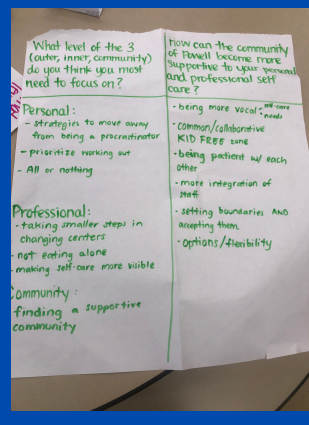 What level of the 3
(outer, inner, community)
do you think you most
need to focus on?
Personal:
- strategies to move away
from being a procrastinator
- prioritize working out
- All or nothing
Professional:
- taking smaller steps in
changing centers
- not eating alone
- making self-care more visible
Community:
finding a supportive
community
How can the community
of Powell become more
supportive to your personal
and professional self
care?
- being more vocal: self-care
needs
- common/collaborative
KID FREE zone
- being patient w/ each
other
- more integration of
staff
- setting boundaries AND
accepting them.
- options/flexibility